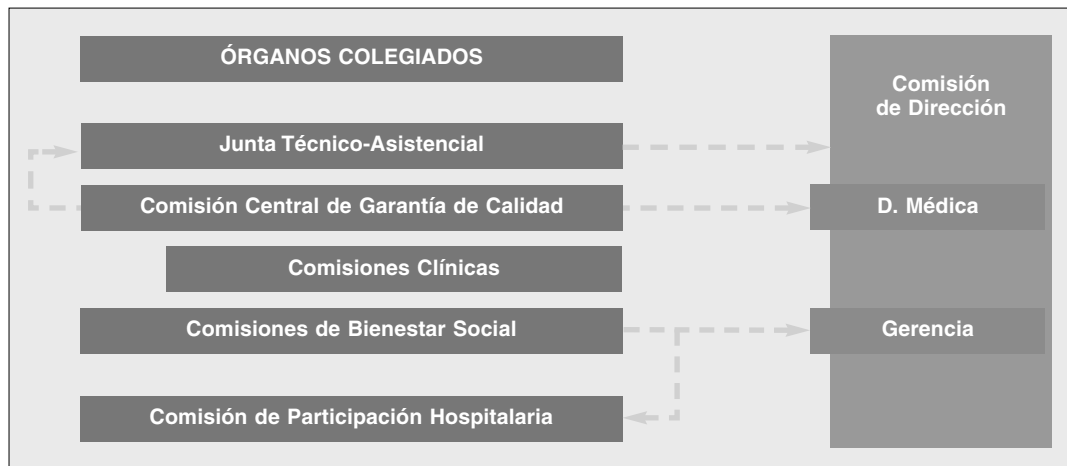 ÓRGANOS COLEGIADOS
Comisión
de Dirección
Junta Técnico-Asistencial
Comisión Central de Garantía de Calidad
D. Médica
Comisiones Clínicas
Comisiones de Bienestar Social
Gerencia
Comisión de Participación Hospitalaria